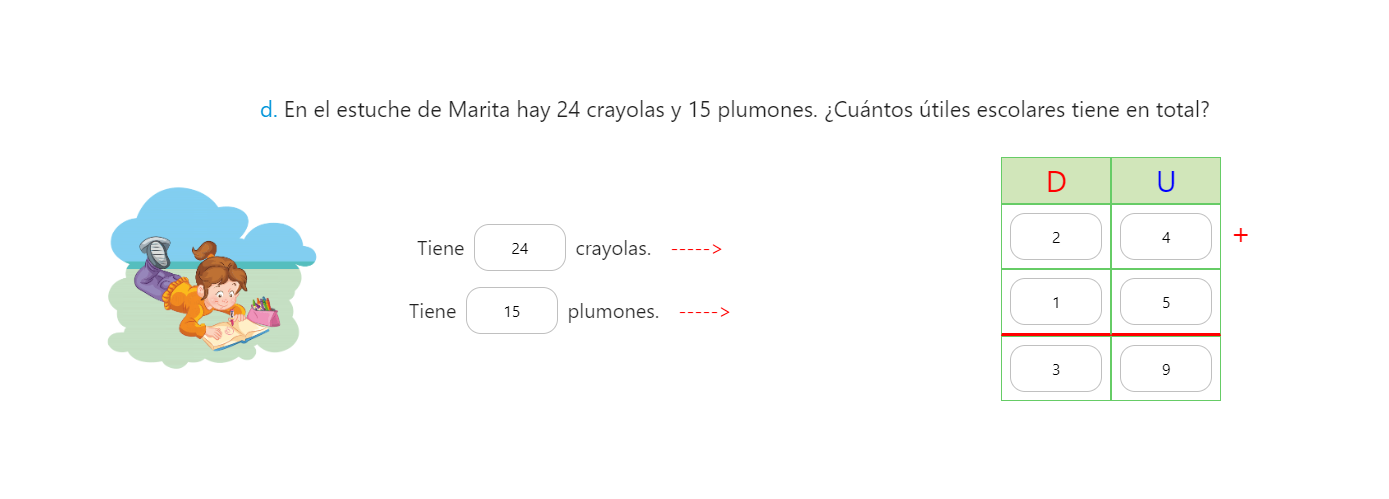 d. En el estuche de Marita hay 24 crayolas y 15 plumones. ¿Cuántos útiles escolares tiene en total?
Tiene 24 crayolas. ----->
Tiene 15 plumones. ----->
D U
2 4 +
1 5
3 9